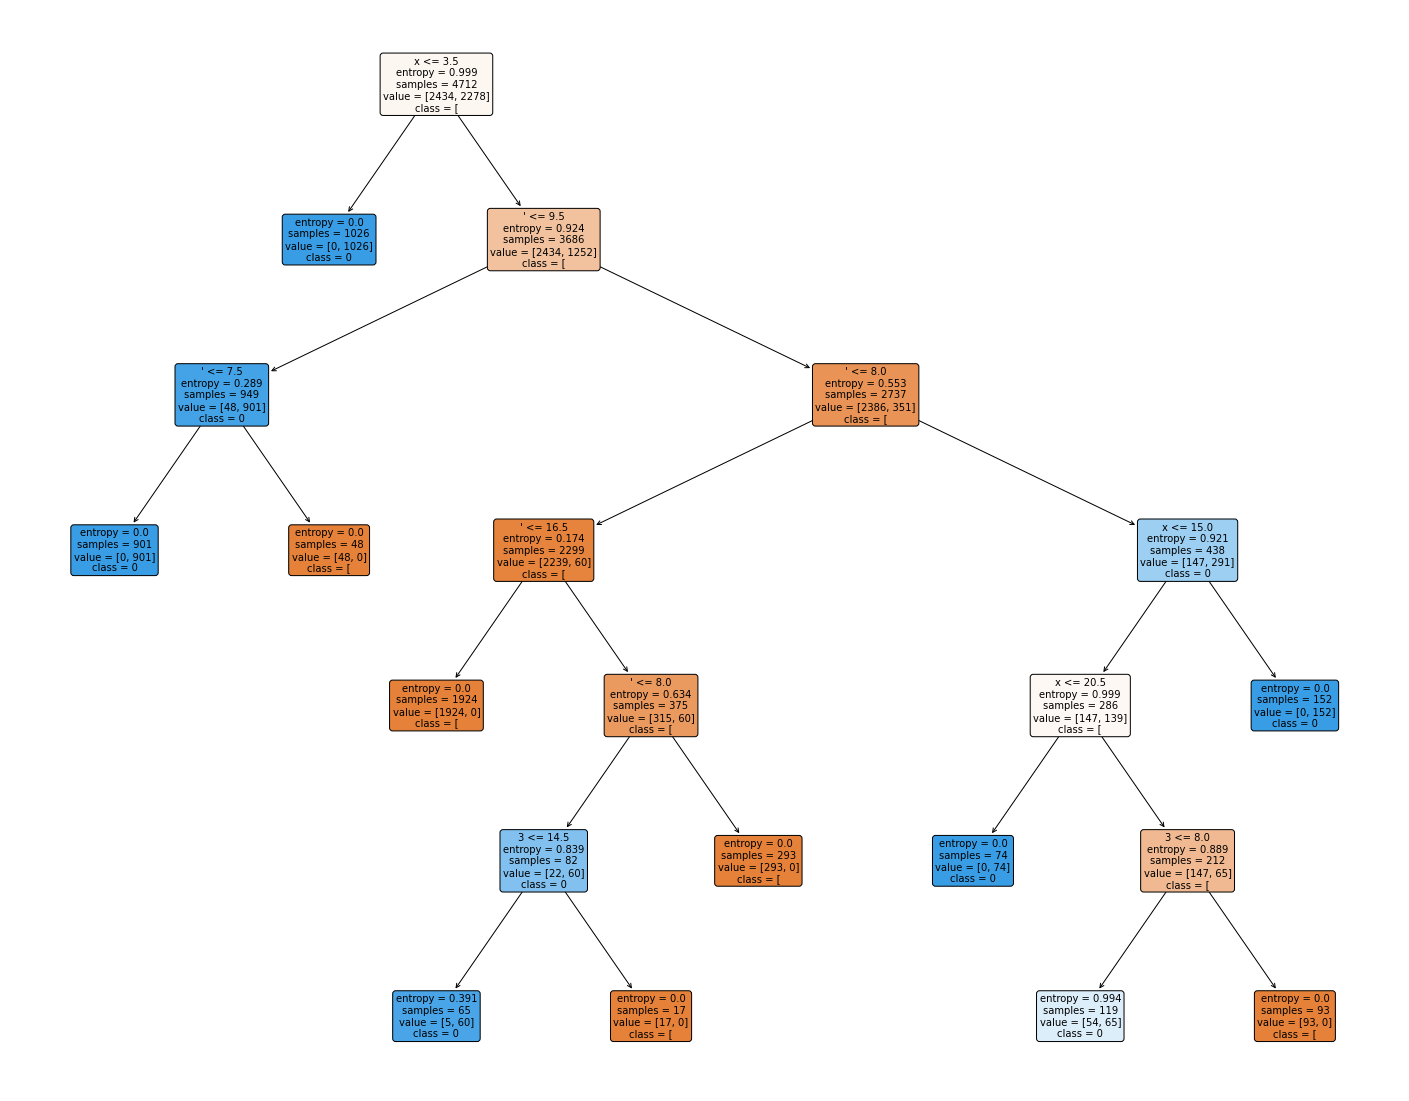 x <= 3.5
entropy = 0.999
samples = 4712
value = [2434, 2278]
class = [
entropy = 0.0
samples = 1026
value = [0, 1026]
class = 0
' <= 9.5
entropy = 0.924
samples = 3686
value = [2434, 1252]
class = [
' <= 7.5
entropy = 0.289
samples = 949
value = [48, 901]
class = 0
' <= 8.0
entropy = 0.553
samples = 2737
value = [2386, 351]
class = [
entropy = 0.0
samples = 901
value = [0, 901]
class = 0
entropy = 0.0
samples = 48
value = [48, 0]
class = [
' <= 16.5
entropy = 0.174
samples = 2299
value = [2239, 60]
class = [
x <= 15.0
entropy = 0.921
samples = 438
value = [147, 291]
class = 0
entropy = 0.0
samples = 1924
value = [1924, 0]
class = [
' <= 8.0
entropy = 0.634
samples = 375
value = [315, 60]
class = [
x <= 20.5
entropy = 0.999
samples = 286
value = [147, 139]
class = [
entropy = 0.0
samples = 152
value = [0, 152]
class = 0
3 <= 14.5
entropy = 0.839
samples = 82
value = [22, 60]
class = 0
entropy = 0.0
samples = 293
value = [293, 0]
class = [
entropy = 0.0
samples = 74
value = [0, 74]
class = 0
3 <= 8.0
entropy = 0.889
samples = 212
value = [147, 65]
class = [
entropy = 0.391
samples = 65
value = [5, 60]
class = 0
entropy = 0.0
samples = 17
value = [17, 0]
class = [
entropy = 0.994
samples = 119
value = [54, 65]
class = 0
entropy = 0.0
samples = 93
value = [93, 0]
class = [